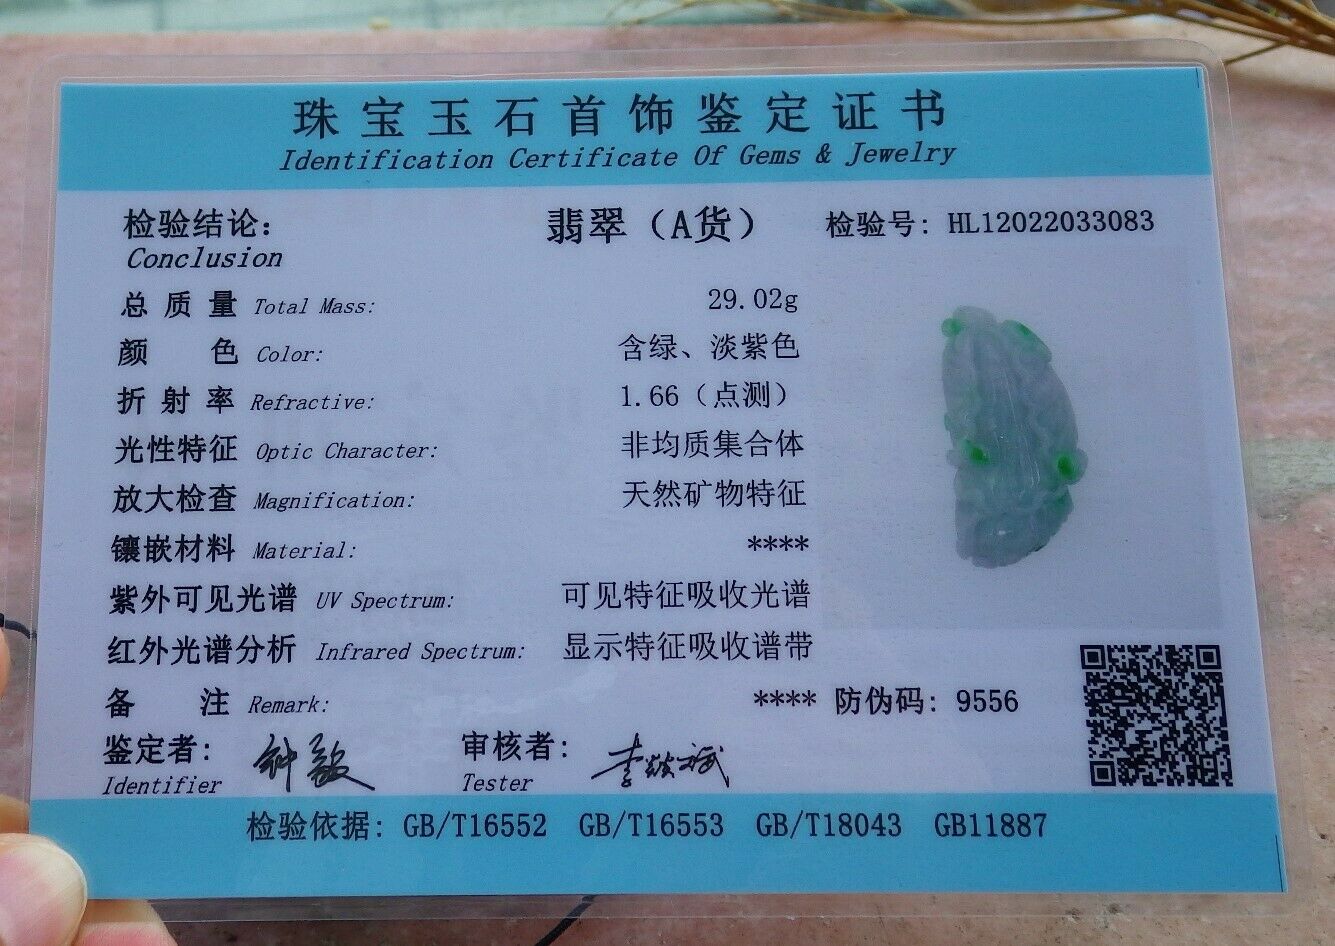 珠宝玉石首饰鉴定证书
Identification Certificate Of Gems & Jewelry
检验结论: 翡翠（A货） 检验号: HL12022033083
Conclusion
总质量 Total Mass: 29.02g
颜色 Color: 含绿、淡紫色
折射率 Refractive: 1.66（点测）
光性特征 Optic Character: 非均质集合体
放大检查 Magnification: 天然矿物特征
镶嵌材料 Material: ****
紫外可见光谱 UV Spectrum: 可见特征吸收光谱
红外光谱分析 Infrared Spectrum: 显示特征吸收谱带
备注 Remark: **** 防伪码: 9556
鉴定者: 审核者:
Identifier Tester
检验依据: GB/T16552 GB/T16553 GB/T18043 GB11887